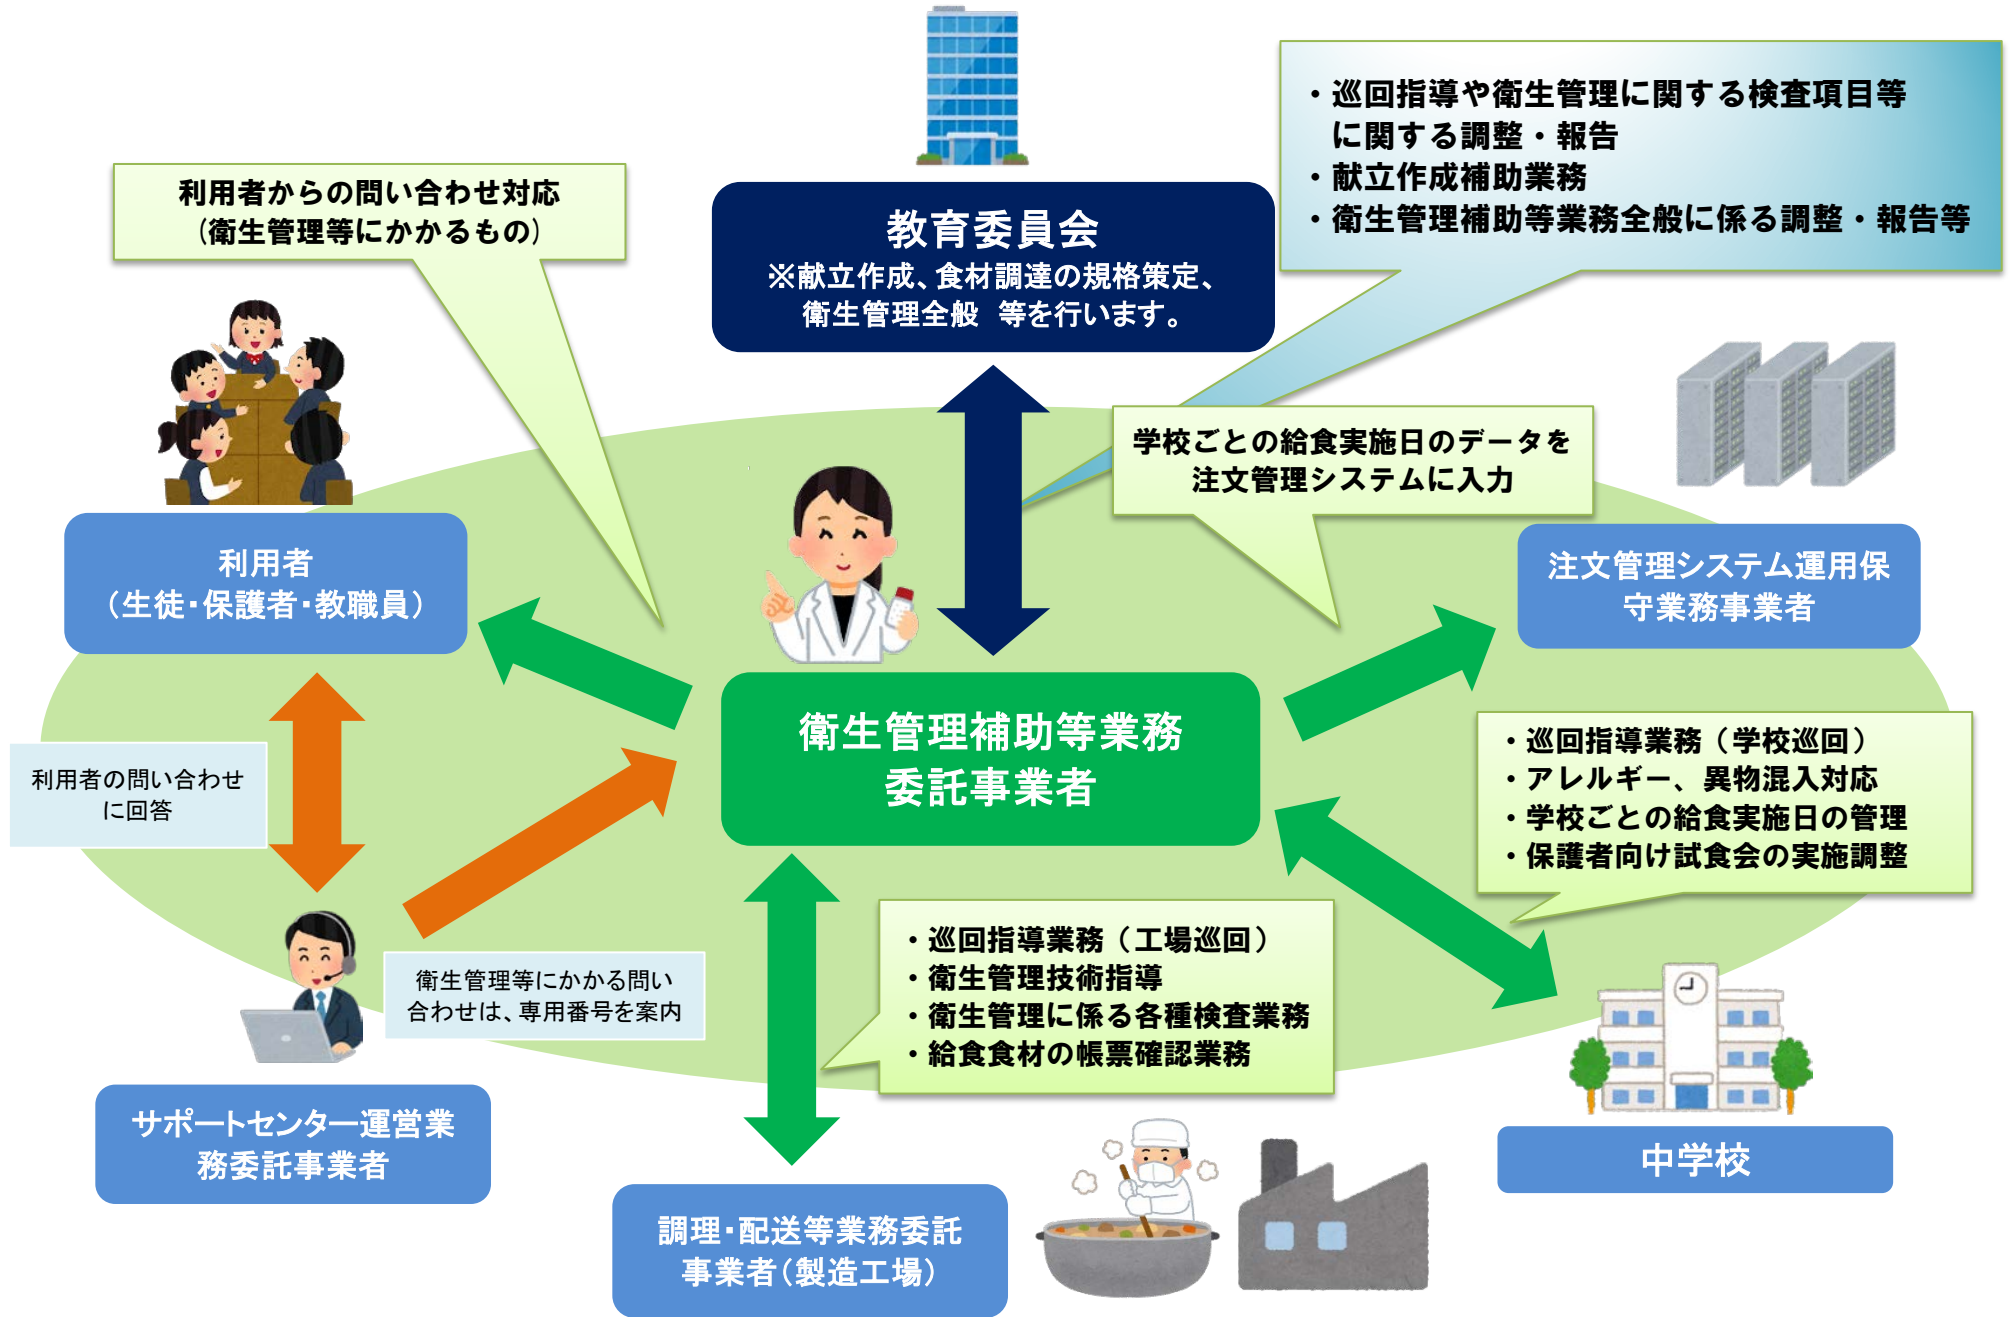 ・巡回指導や衛生管理に関する検査項目等
に関する調整・報告
・献立作成補助業務
・衛生管理補助等業務全般に係る調整・報告等
利用者からの問い合わせ対応
(衛生管理等にかかるもの)
教育委員会
※献立作成、食材調達の規格策定、
衛生管理全般 等を行います。
学校ごとの給食実施日のデータを
注文管理システムに入力
利用者
（生徒・保護者・教職員）
注文管理システム運用保
守業務事業者
衛生管理補助等業務
委託事業者
・巡回指導業務（学校巡回）
・アレルギー、異物混入対応
・学校ごとの給食実施日の管理
・保護者向け試食会の実施調整
利用者の問い合わせ
に回答
・巡回指導業務（工場巡回）
・衛生管理技術指導
・衛生管理に係る各種検査業務
・給食食材の帳票確認業務
衛生管理等にかかる問い
合わせは、専用番号を案内
サポートセンター運営業
務委託事業者
中学校
調理・配送等業務委託
事業者（製造工場）